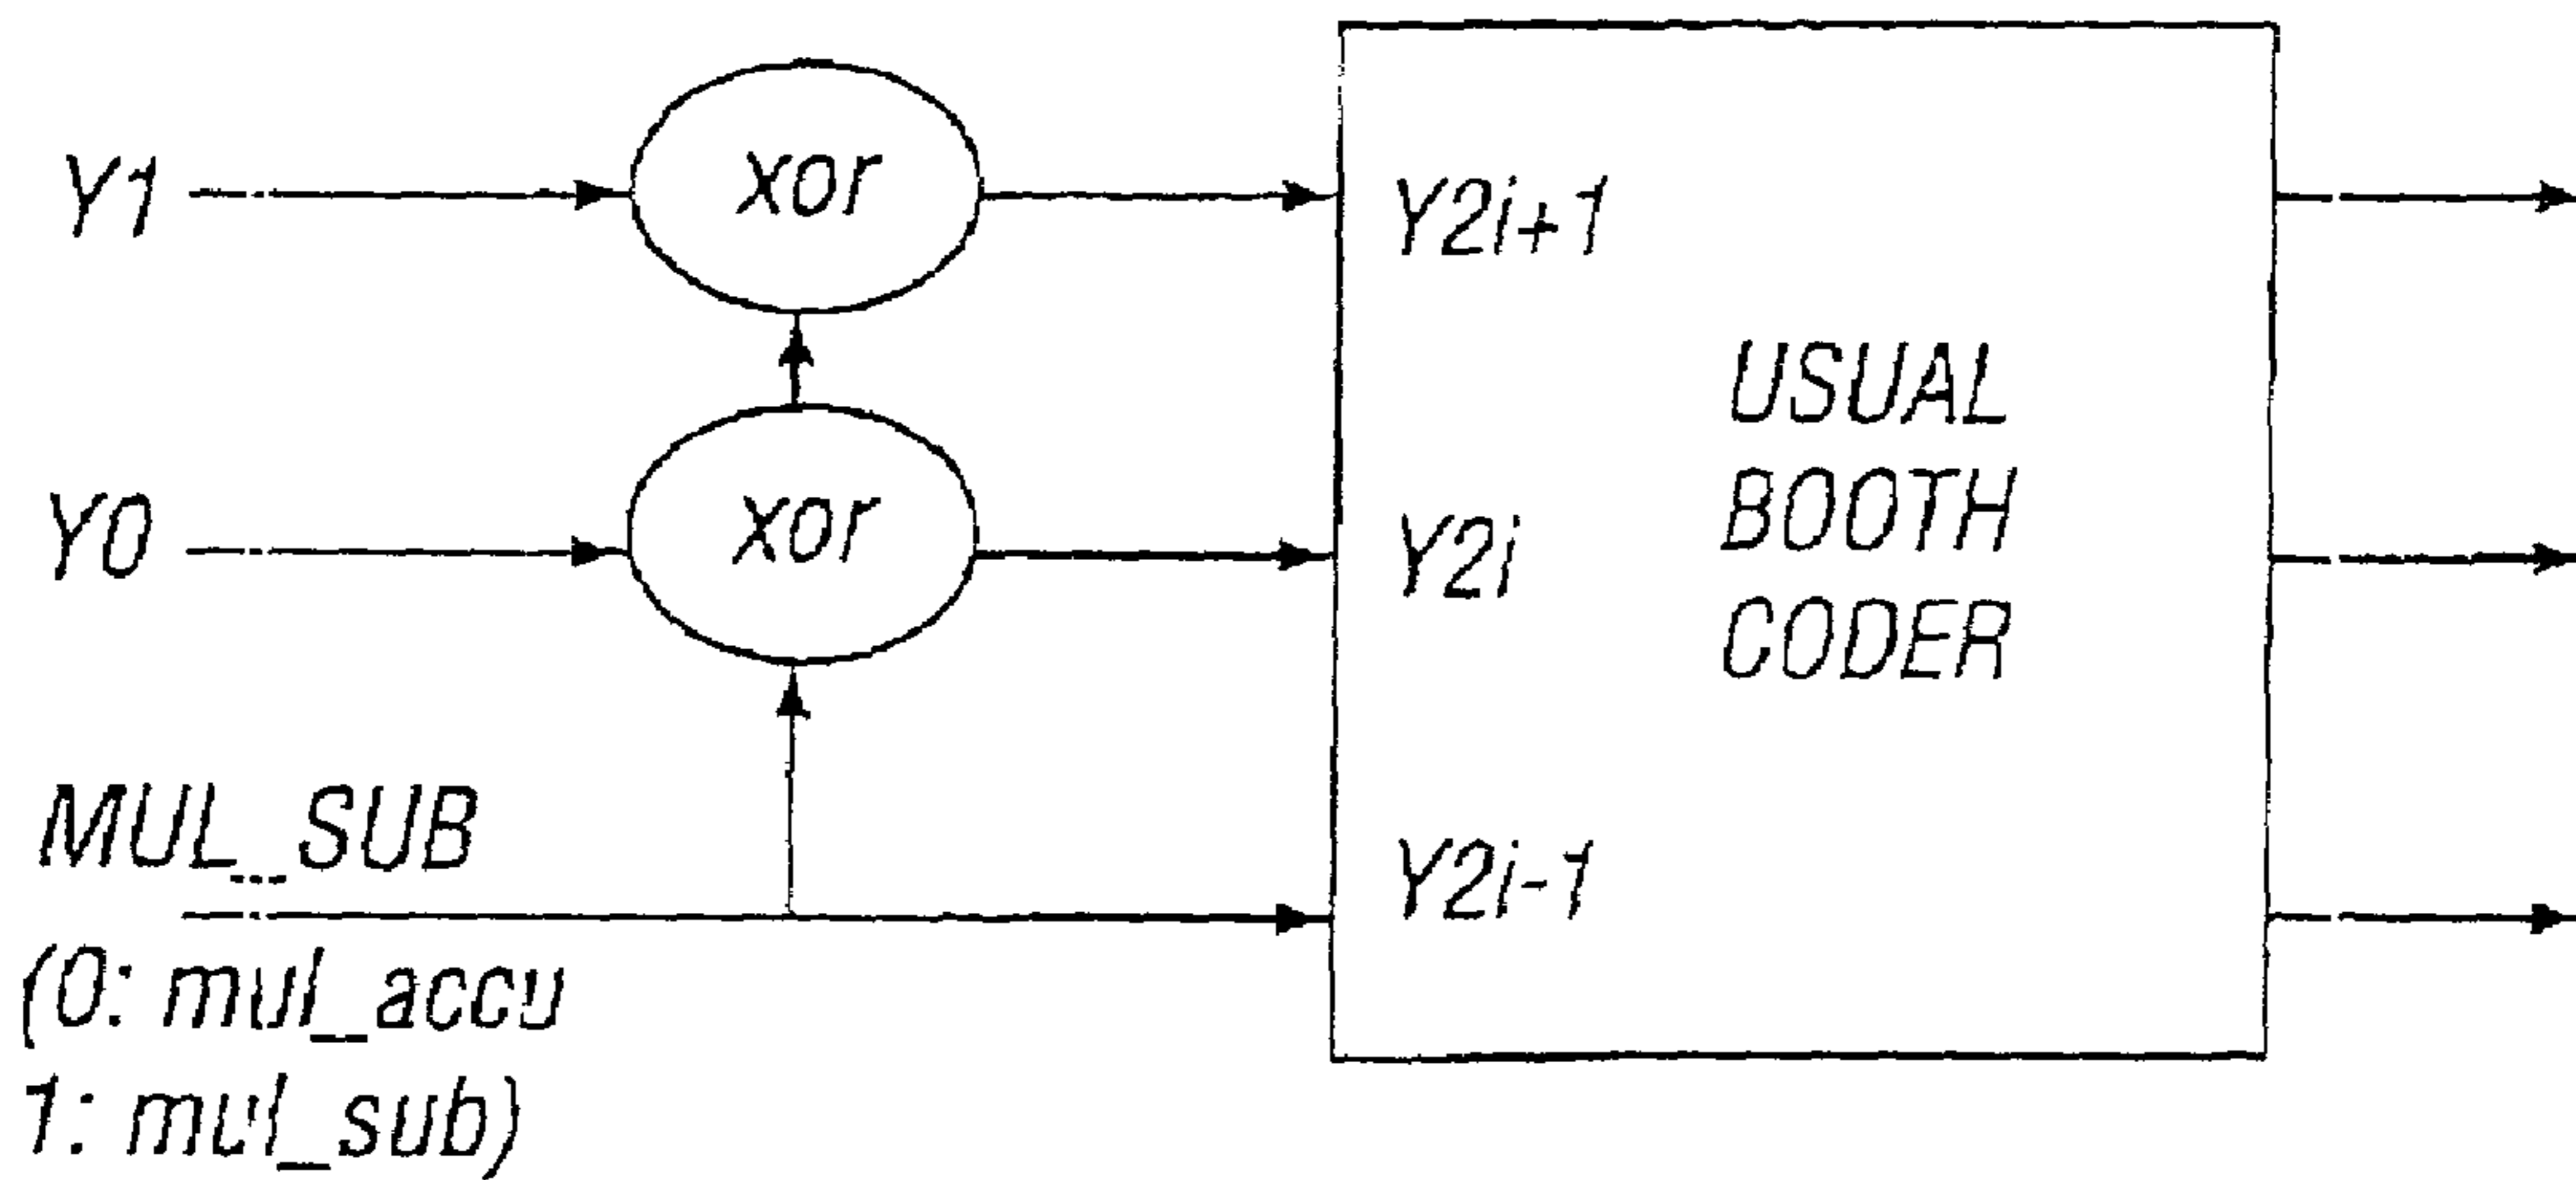 Y1
xor
Y2i+1
Y0
xor
Y2i
USUAL
BOOTH
CODER
MUL_SUB
(0: mul_accu
1: mul_sub)
Y2i-1